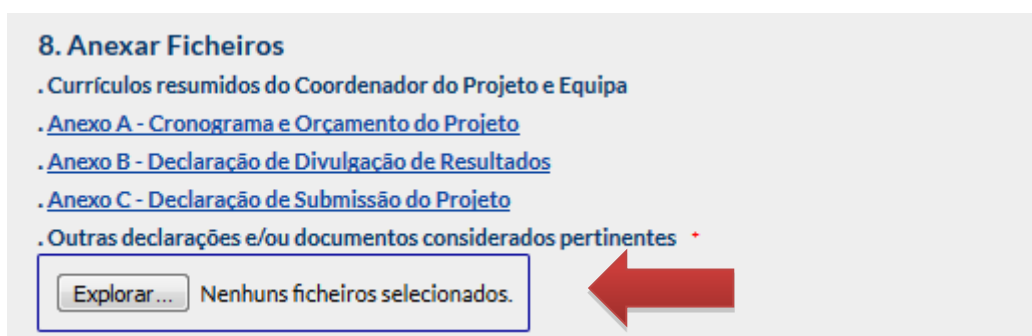 8. Anexar Ficheiros
. Currículos resumidos do Coordenador do Projeto e Equipa
. Anexo A - Cronograma e Orçamento do Projeto
. Anexo B - Declaração de Divulgação de Resultados
. Anexo C - Declaração de Submissão do Projeto
. Outras declarações e/ou documentos considerados pertinentes *
Explorar... Nenhuns ficheiros selecionados.